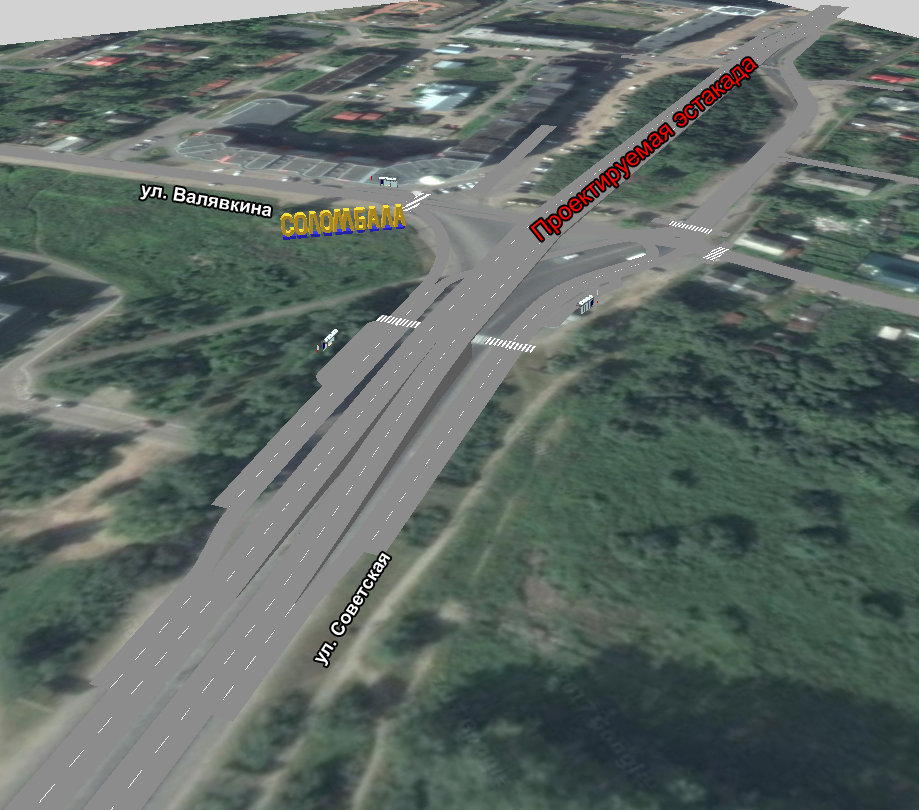 Проектируемая эстакада
ул. Валявкина
СОЛОМБАЛА
ул. Советская